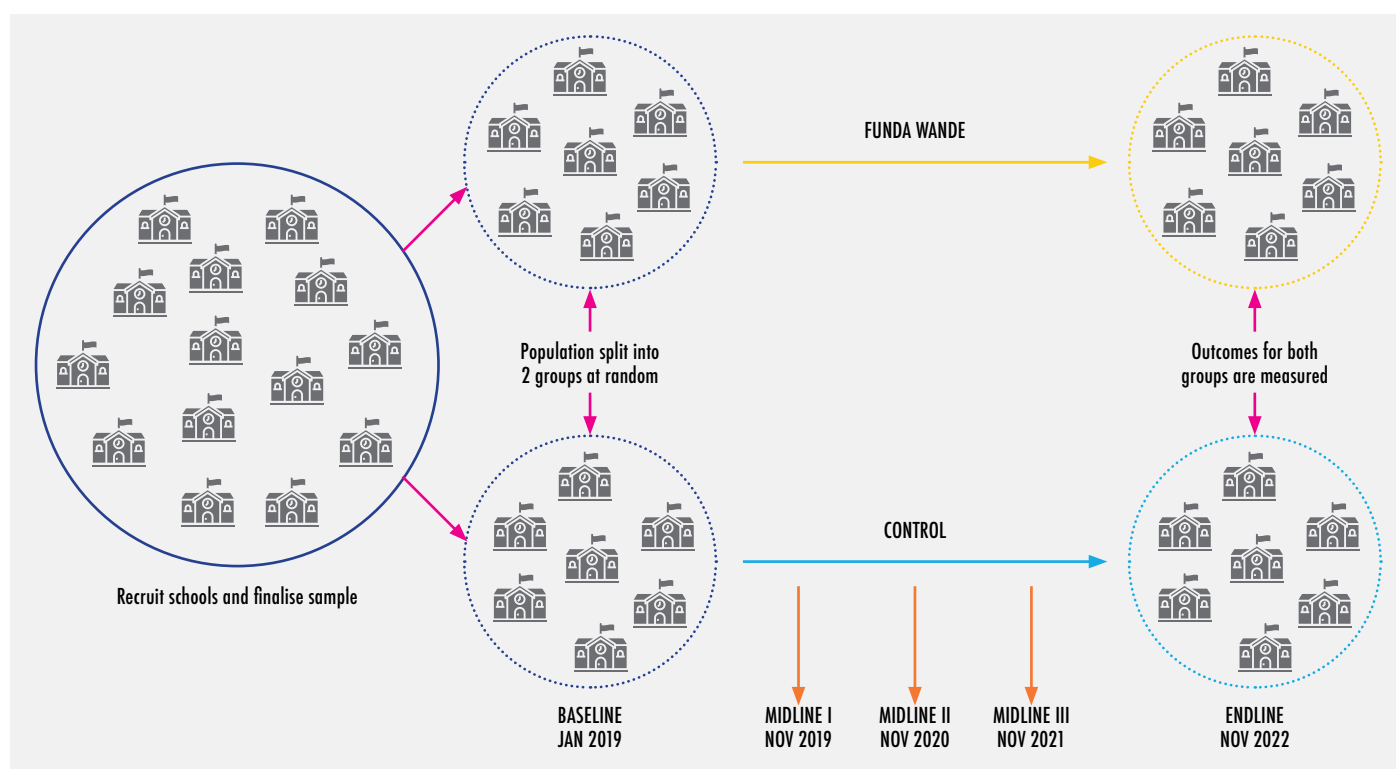 FUNDA WANDE
Population split into
2 groups at random
Outcomes for both
groups are measured
CONTROL
Recruit schools and finalise sample
BASELINE
JAN 2019
MIDLINE I
NOV 2019
MIDLINE II
NOV 2020
MIDLINE III
NOV 2021
ENDLINE
NOV 2022